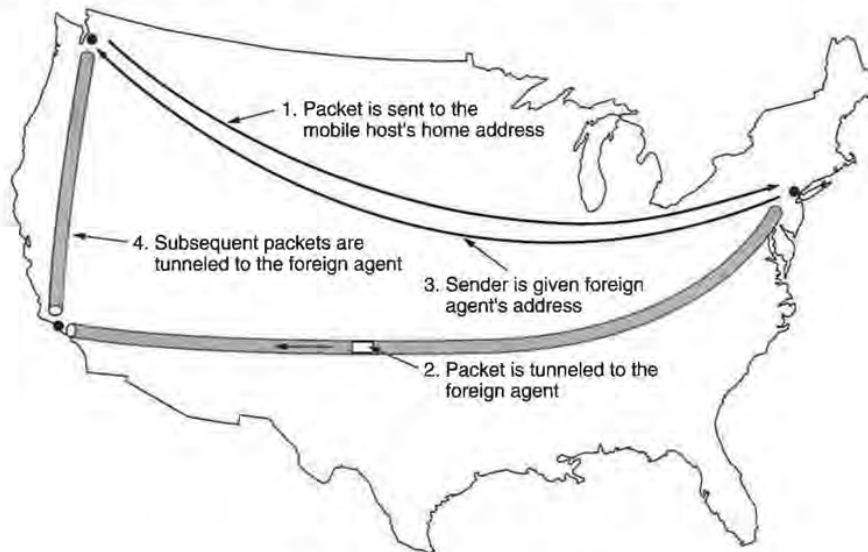 1. Packet is sent to the
mobile host's home address
4. Subsequent packets are
tunneled to the foreign agent
3. Sender is given foreign
agent's address
2. Packet is tunneled to the
foreign agent